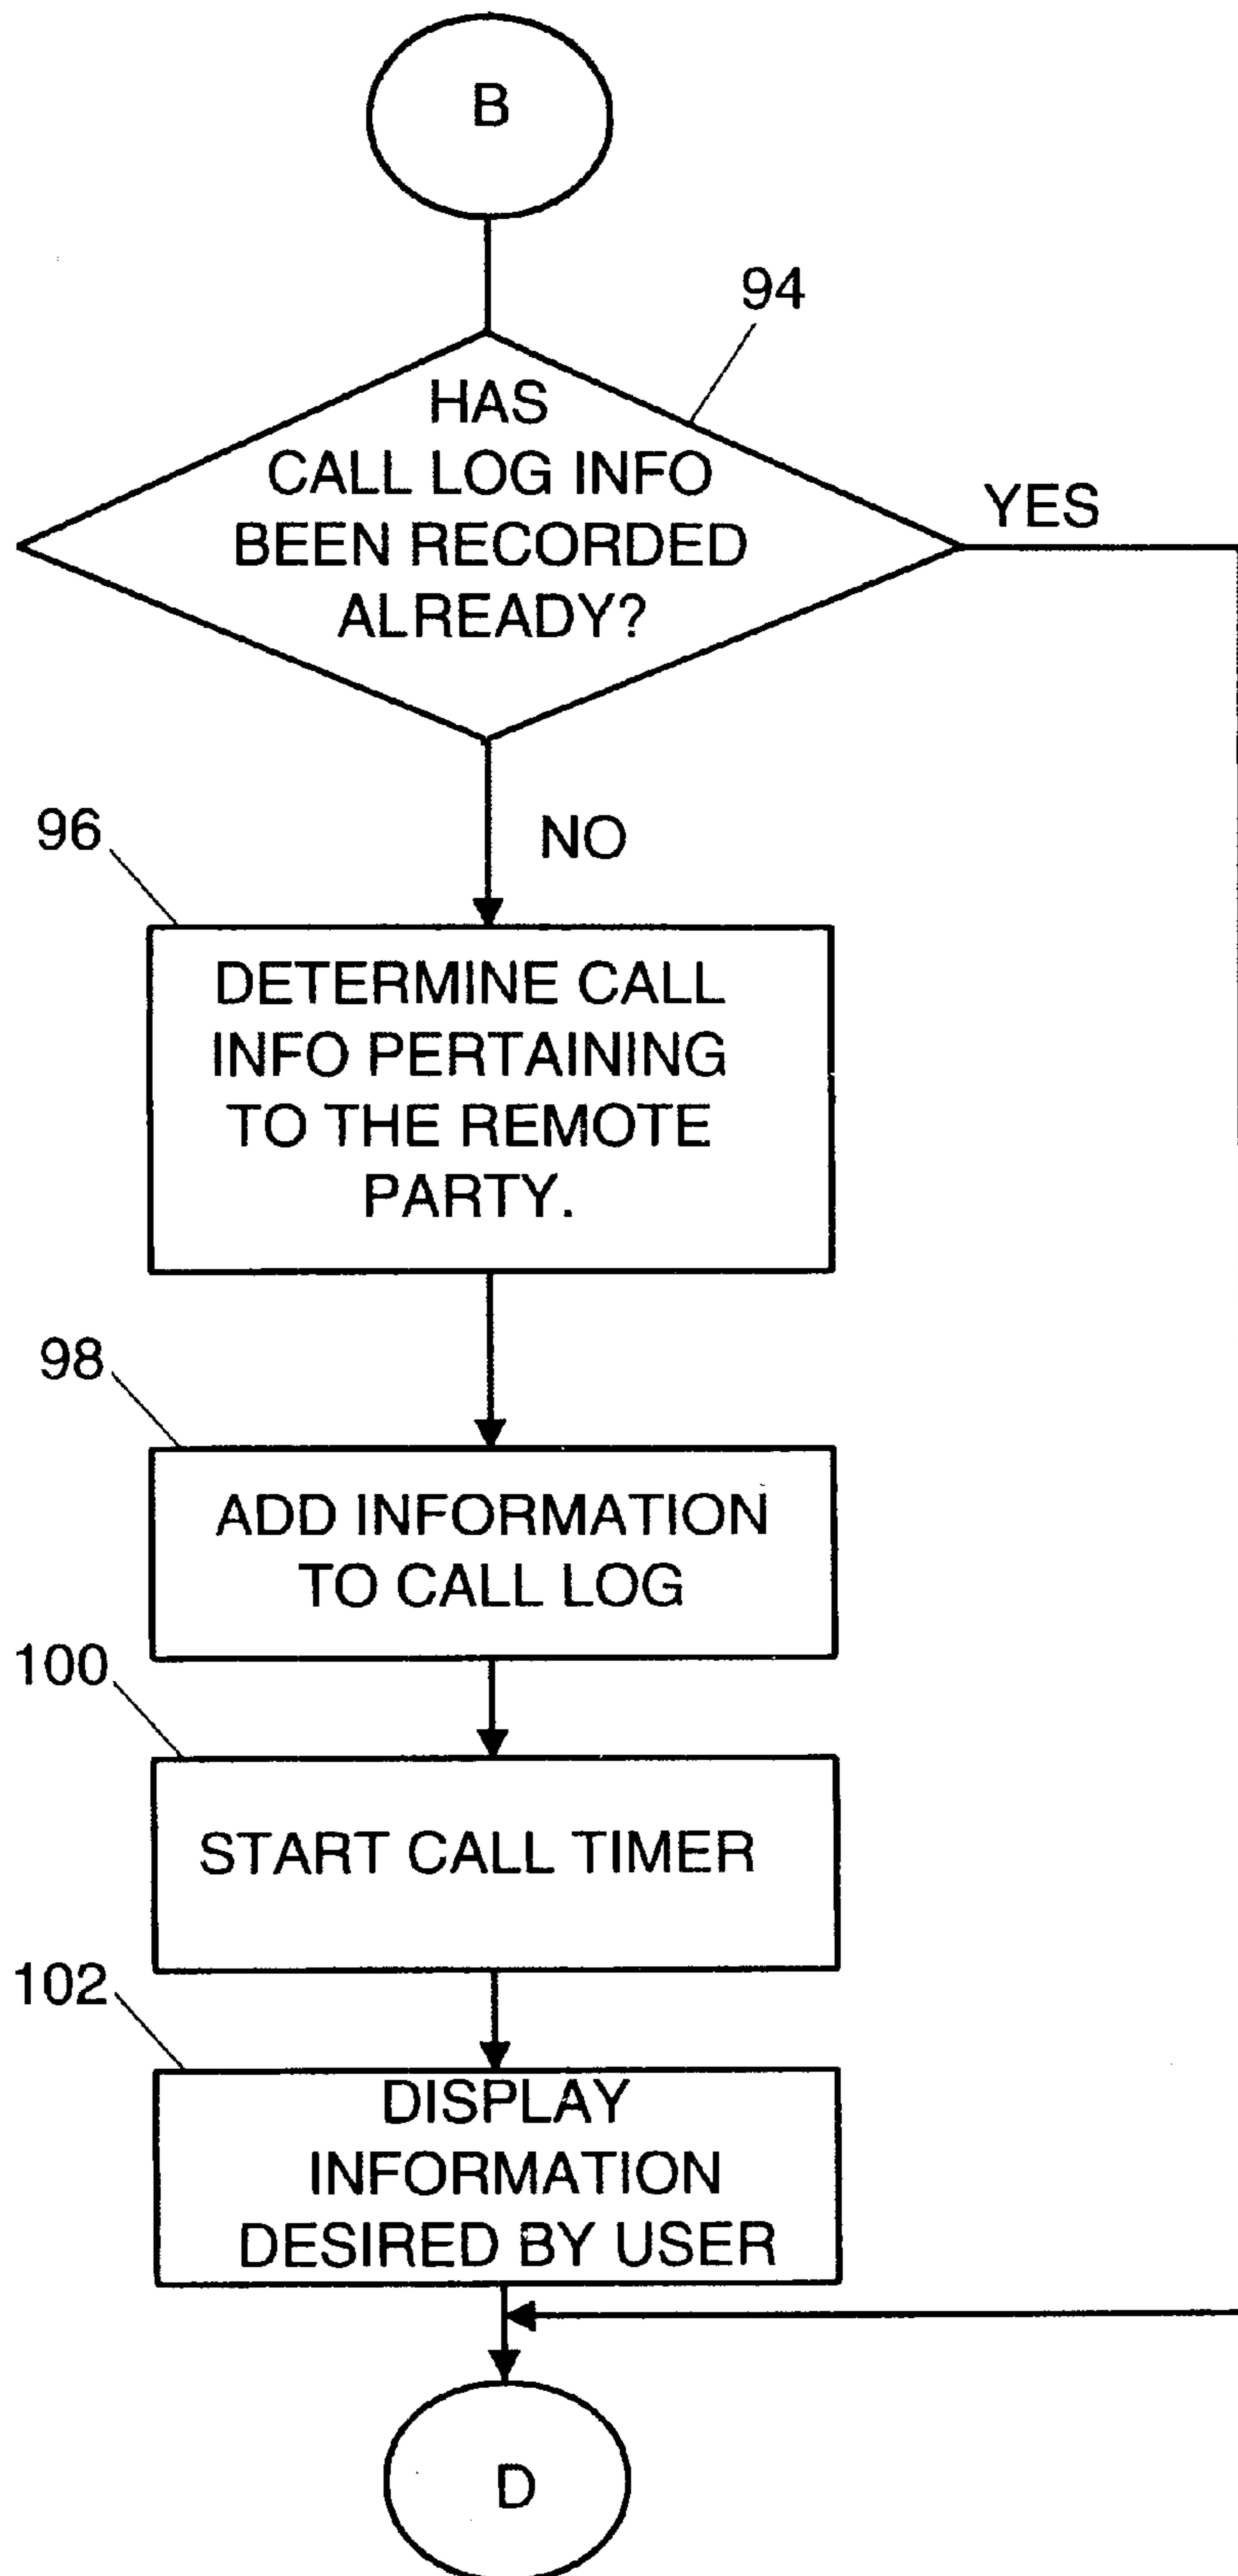 B
94
HAS
CALL LOG INFO
BEEN RECORDED
ALREADY?
YES
NO
96
DETERMINE CALL
INFO PERTAINING
TO THE REMOTE
PARTY.
98
ADD INFORMATION
TO CALL LOG
100
START CALL TIMER
102
DISPLAY
INFORMATION
DESIRED BY USER
D